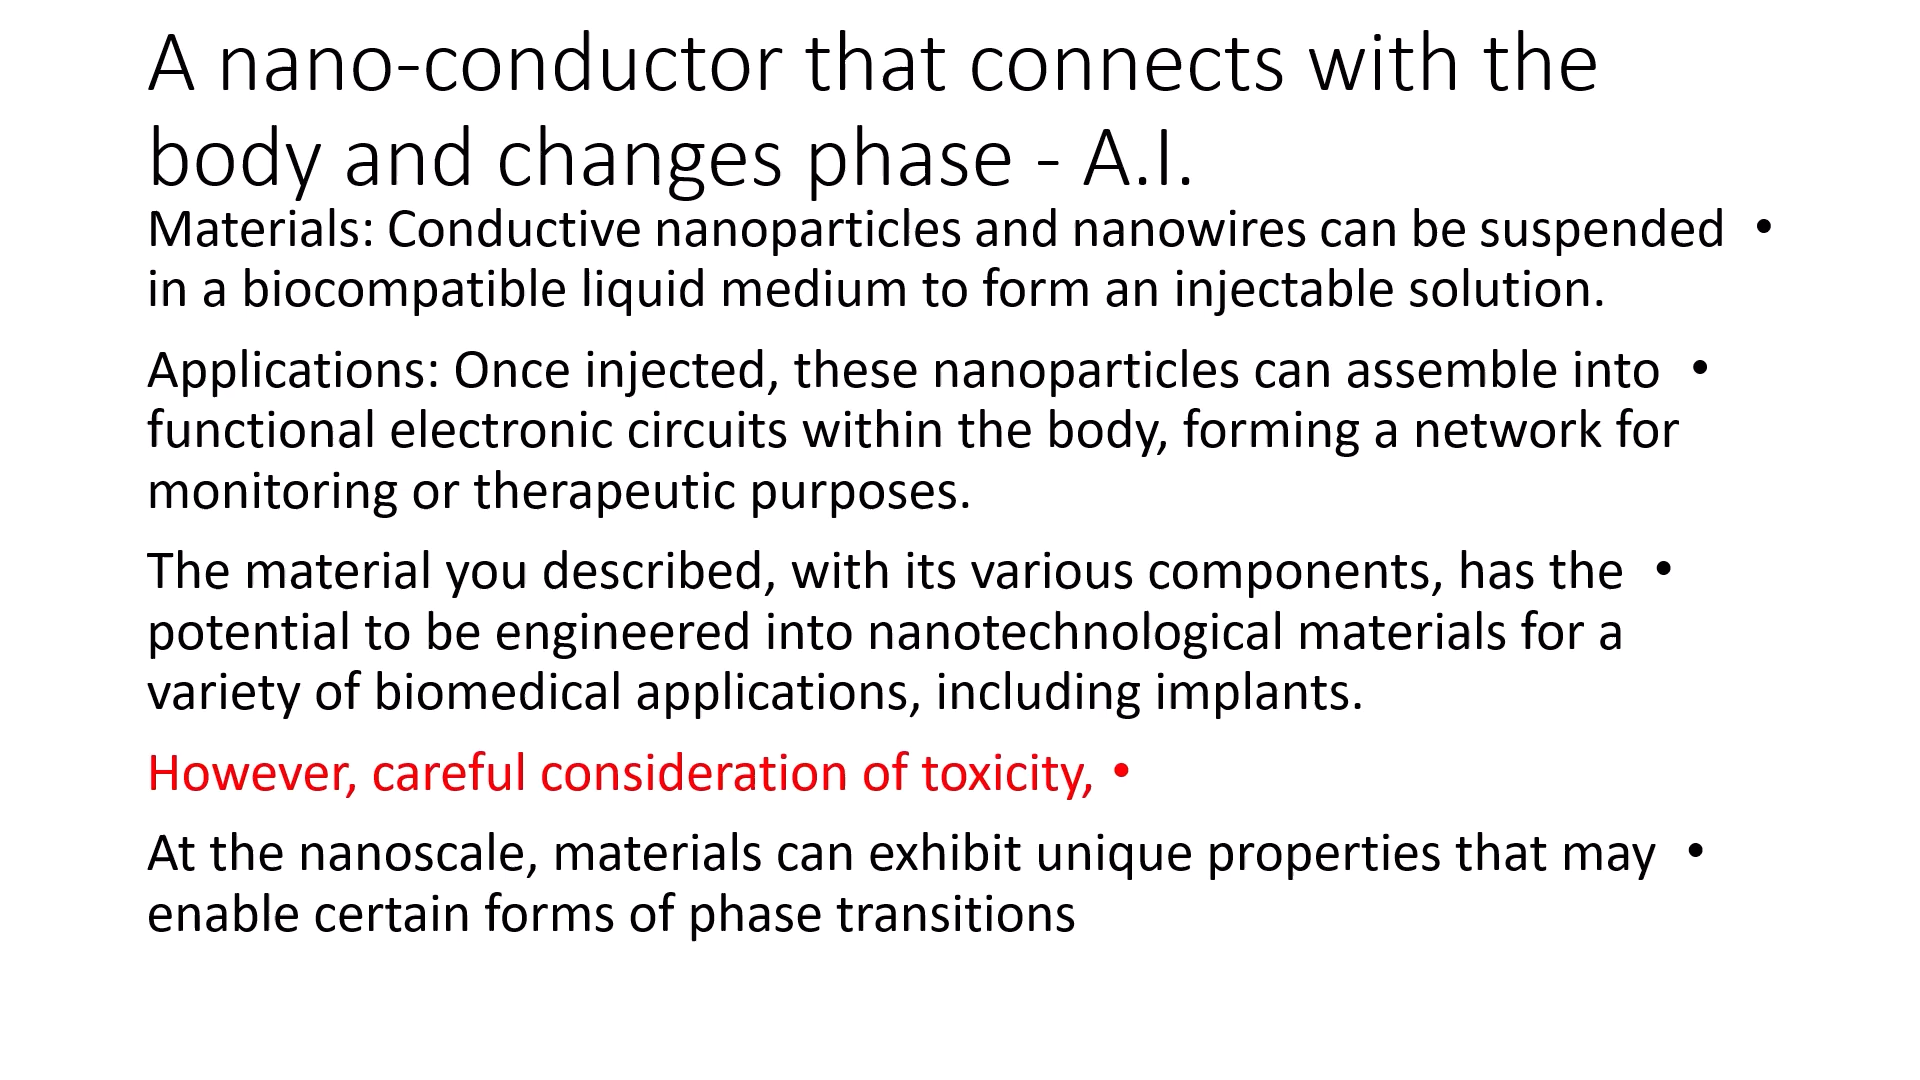 A nano-conductor that connects with the
body and changes phase - A.I.
Materials: Conductive nanoparticles and nanowires can be suspended •
in a biocompatible liquid medium to form an injectable solution.
Applications: Once injected, these nanoparticles can assemble into •
functional electronic circuits within the body, forming a network for
monitoring or therapeutic purposes.
The material you described, with its various components, has the •
potential to be engineered into nanotechnological materials for a
variety of biomedical applications, including implants.
However, careful consideration of toxicity, •
At the nanoscale, materials can exhibit unique properties that may •
enable certain forms of phase transitions